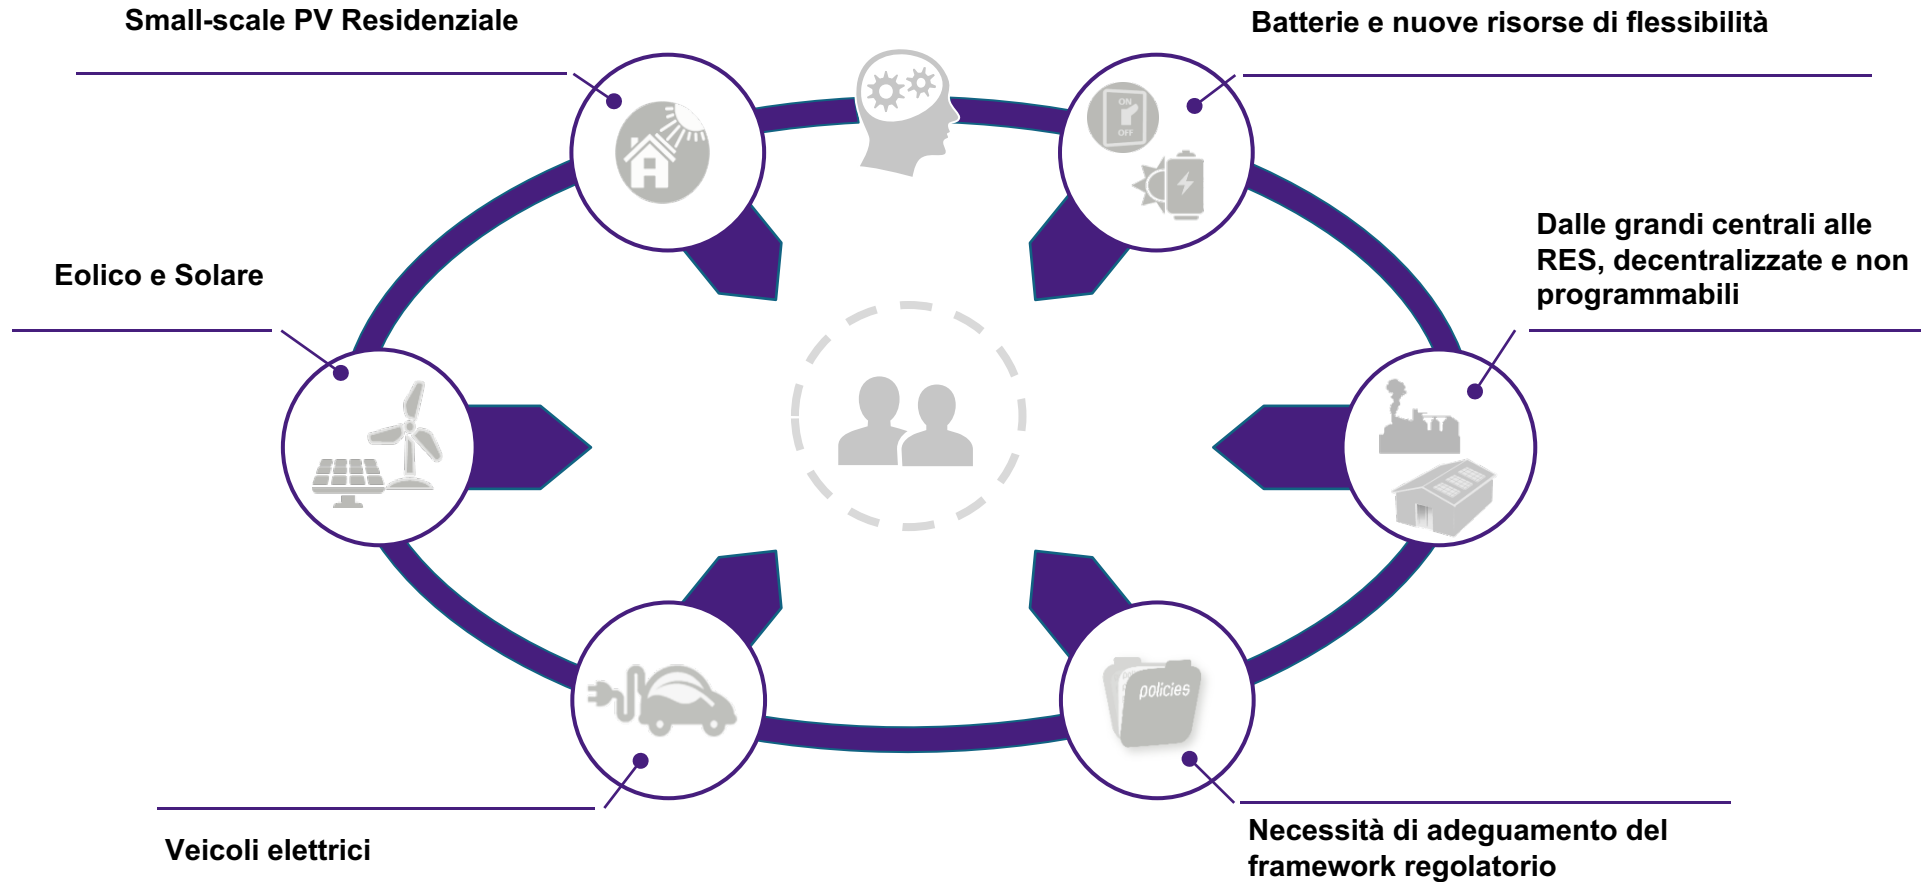 Small-scale PV Residenziale
Batterie e nuove risorse di flessibilità
ON
OFF
Dalle grandi centrali alle
RES, decentralizzate e non
programmabili
Eolico e Solare
policies
Veicoli elettrici
Necessità di adeguamento del
framework regolatorio